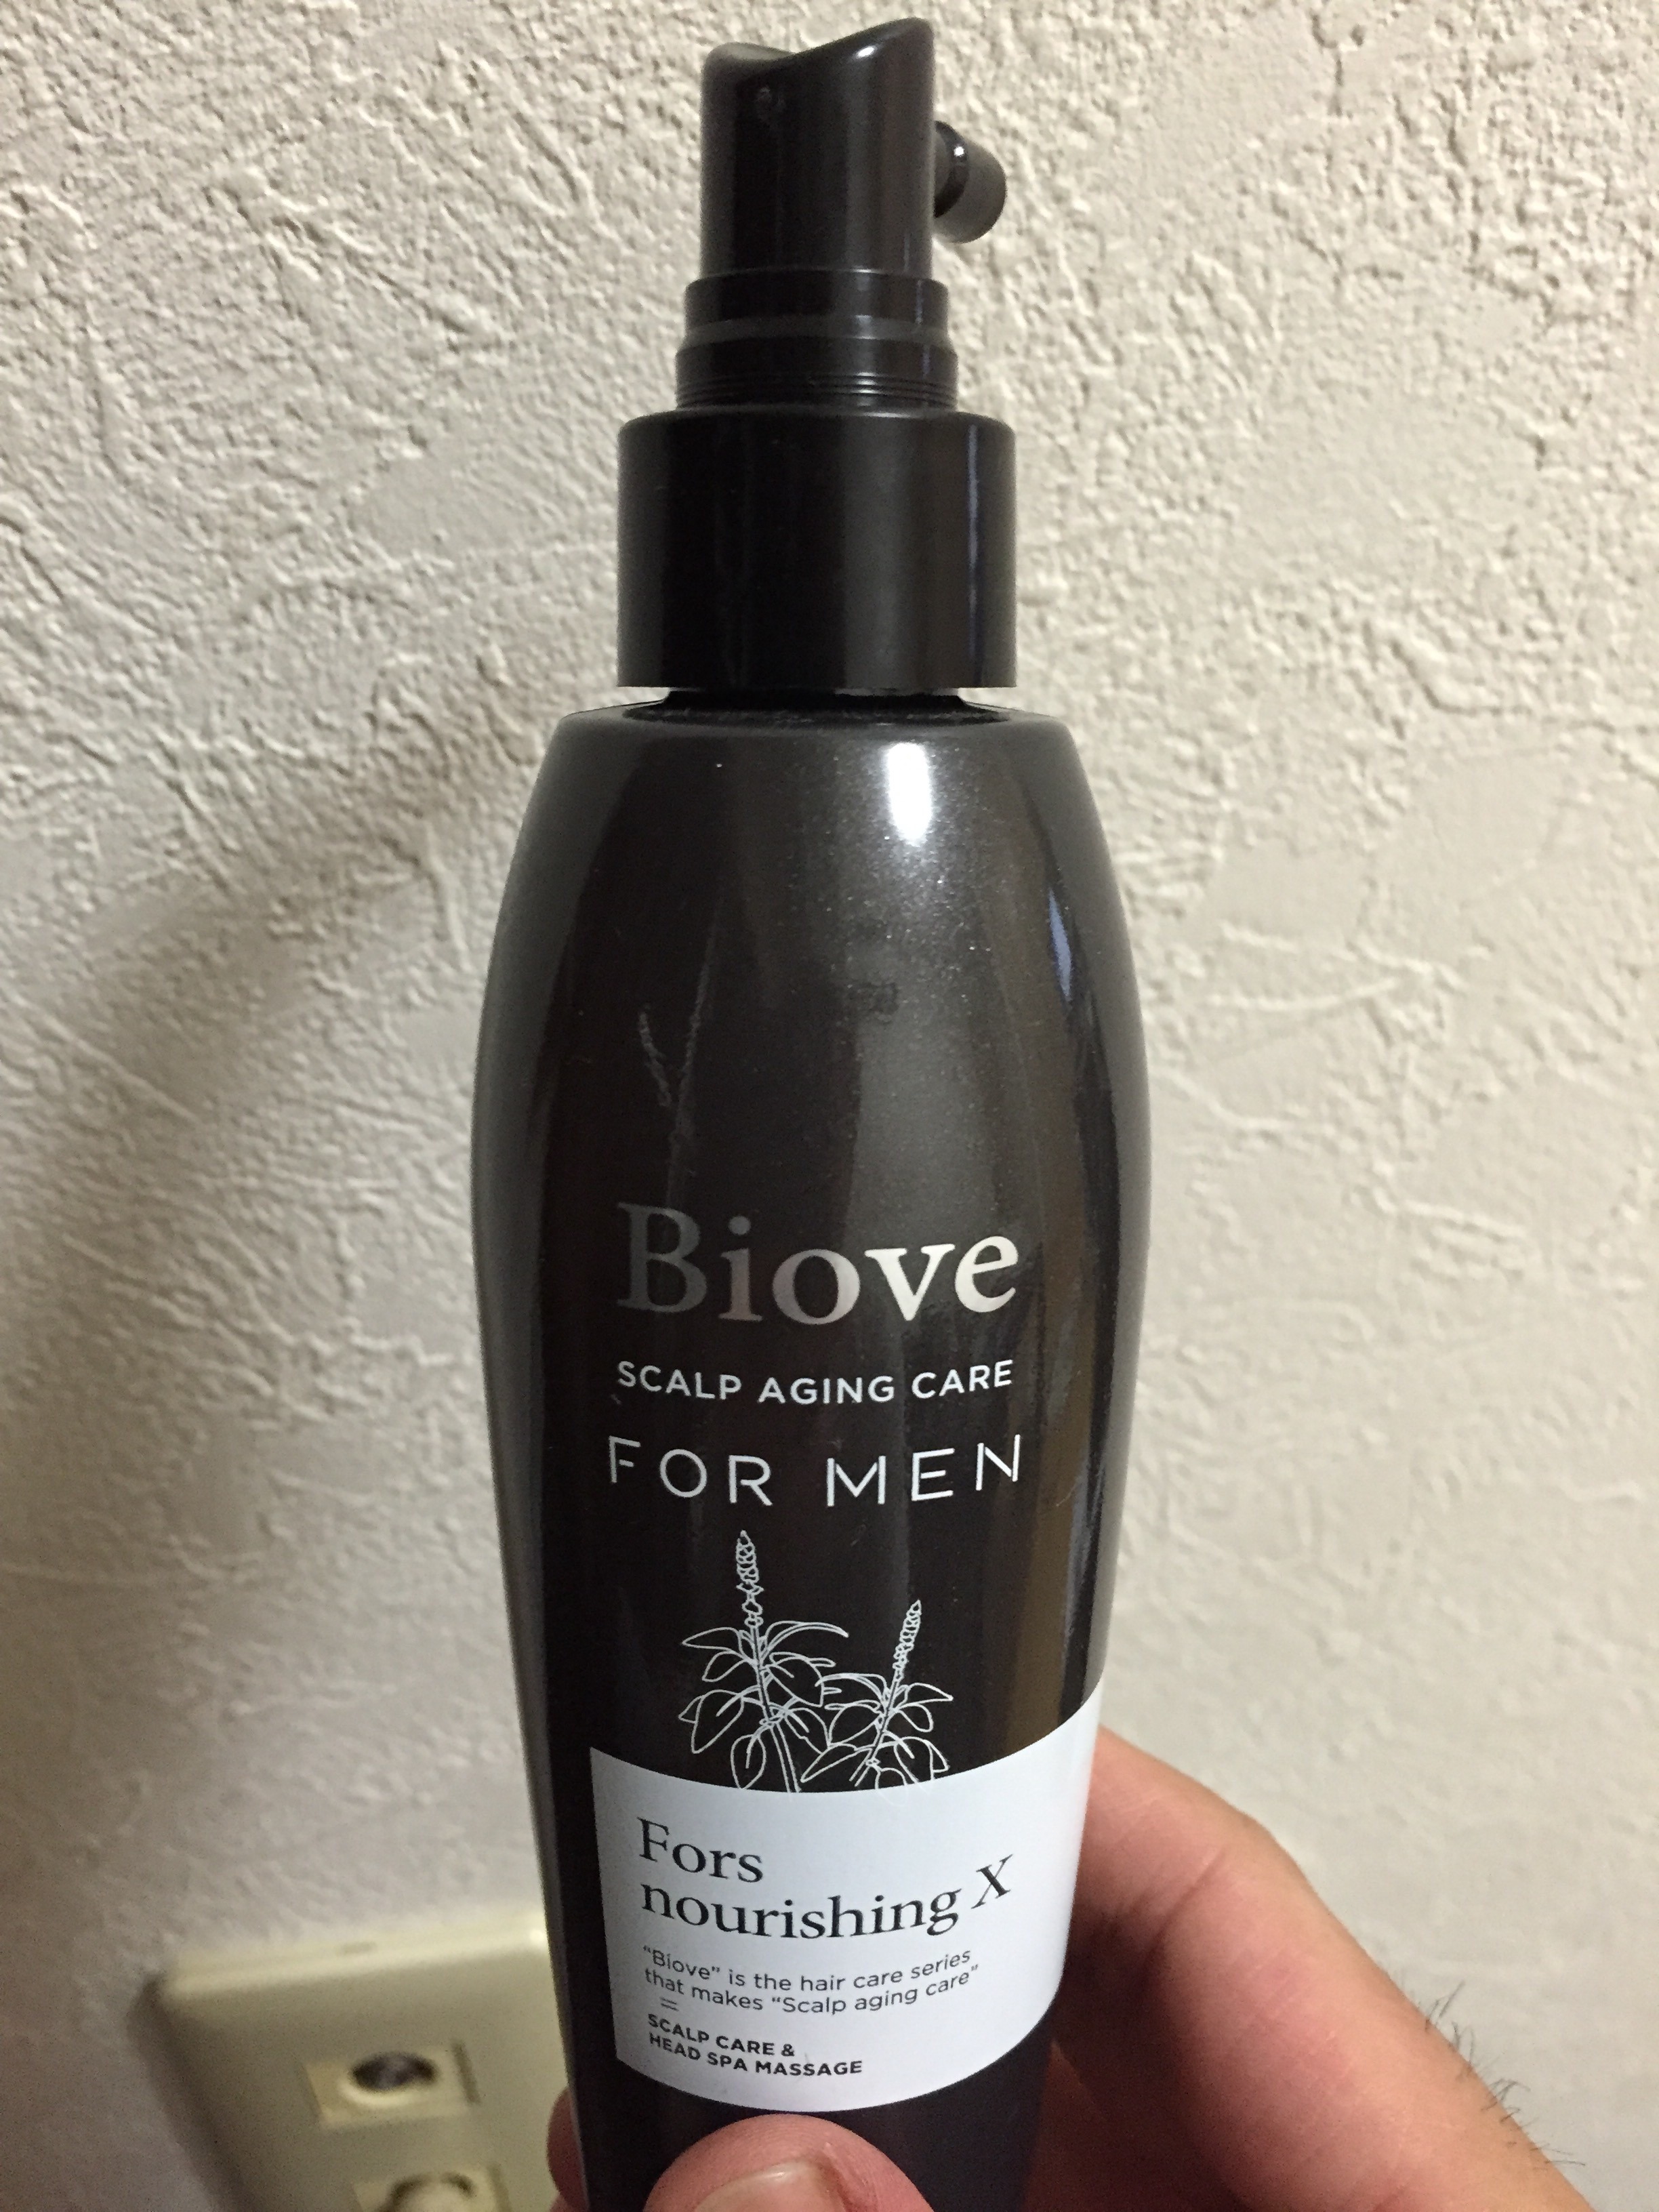 Biove
SCALP AGING CARE
FOR MEN
Fors
nourishing X
"Biove" is the hair care series
that makes "Scalp aging care"
=
SCALP CARE &
HEAD SPA MASSAGE